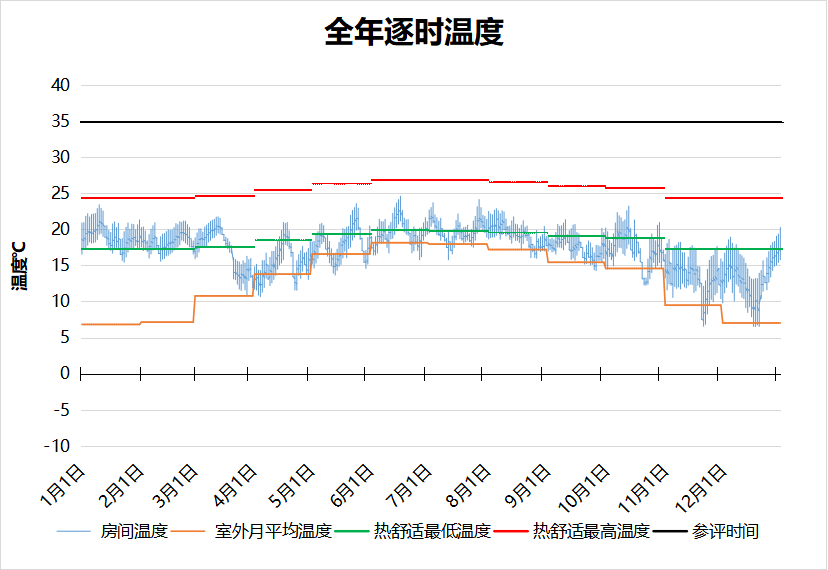 全年逐时温度
温度℃
40
35
30
25
20
15
10
5
0
-5
-10
1月1日
2月1日
3月1日
4月1日
5月1日
6月1日
7月1日
8月1日
9月1日
10月1日
11月1日
12月1日
房间温度 室外月平均温度 热舒适最低温度 热舒适最高温度 参评时间